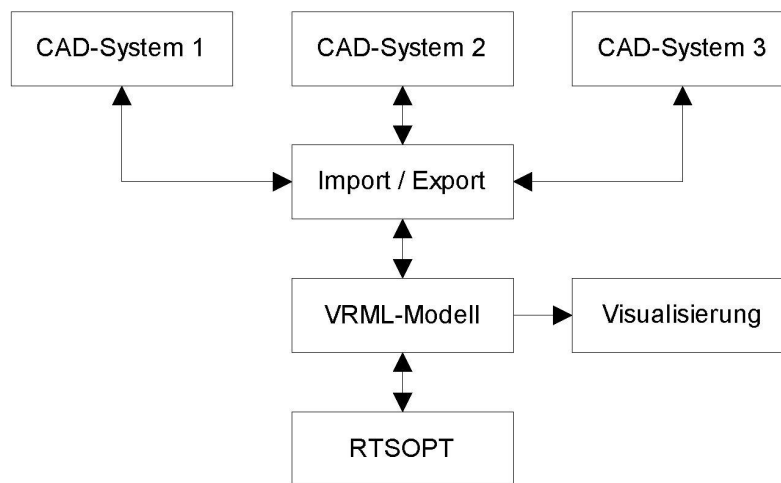 CAD-System 1
CAD-System 2
CAD-System 3
Import / Export
VRML-Modell
Visualisierung
RTSOPT